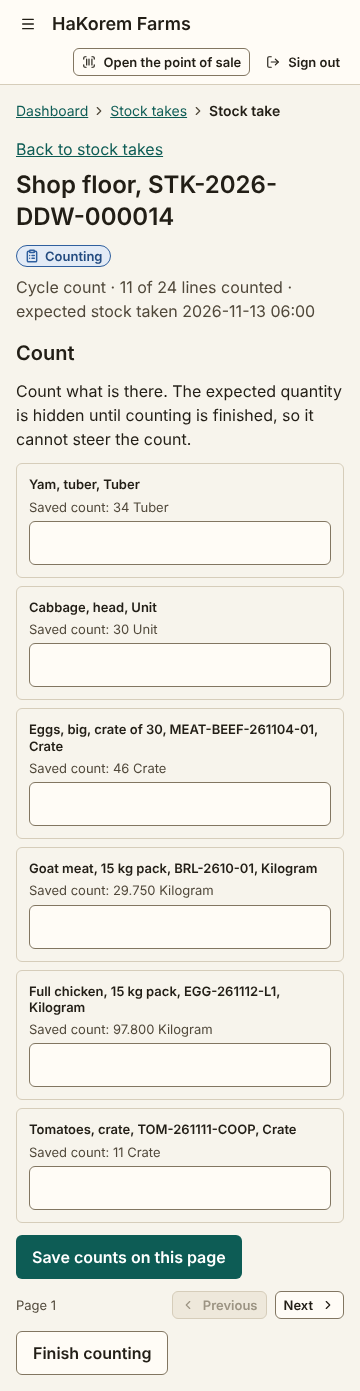 HaKorem Farms
Open the point of sale
Sign out
Dashboard > Stock takes > Stock take
Back to stock takes
Shop floor, STK-2026-
DDW-000014
Counting
Cycle count · 11 of 24 lines counted ·
expected stock taken 2026-11-13 06:00
Count
Count what is there. The expected quantity
is hidden until counting is finished, so it
cannot steer the count.
Yam, tuber, Tuber
Saved count: 34 Tuber
Cabbage, head, Unit
Saved count: 30 Unit
Eggs, big, crate of 30, MEAT-BEEF-261104-01,
Crate
Saved count: 46 Crate
Goat meat, 15 kg pack, BRL-2610-01, Kilogram
Saved count: 29.750 Kilogram
Full chicken, 15 kg pack, EGG-261112-L1,
Kilogram
Saved count: 97.800 Kilogram
Tomatoes, crate, TOM-261111-COOP, Crate
Saved count: 11 Crate
Save counts on this page
Page 1
Previous
Next
Finish counting